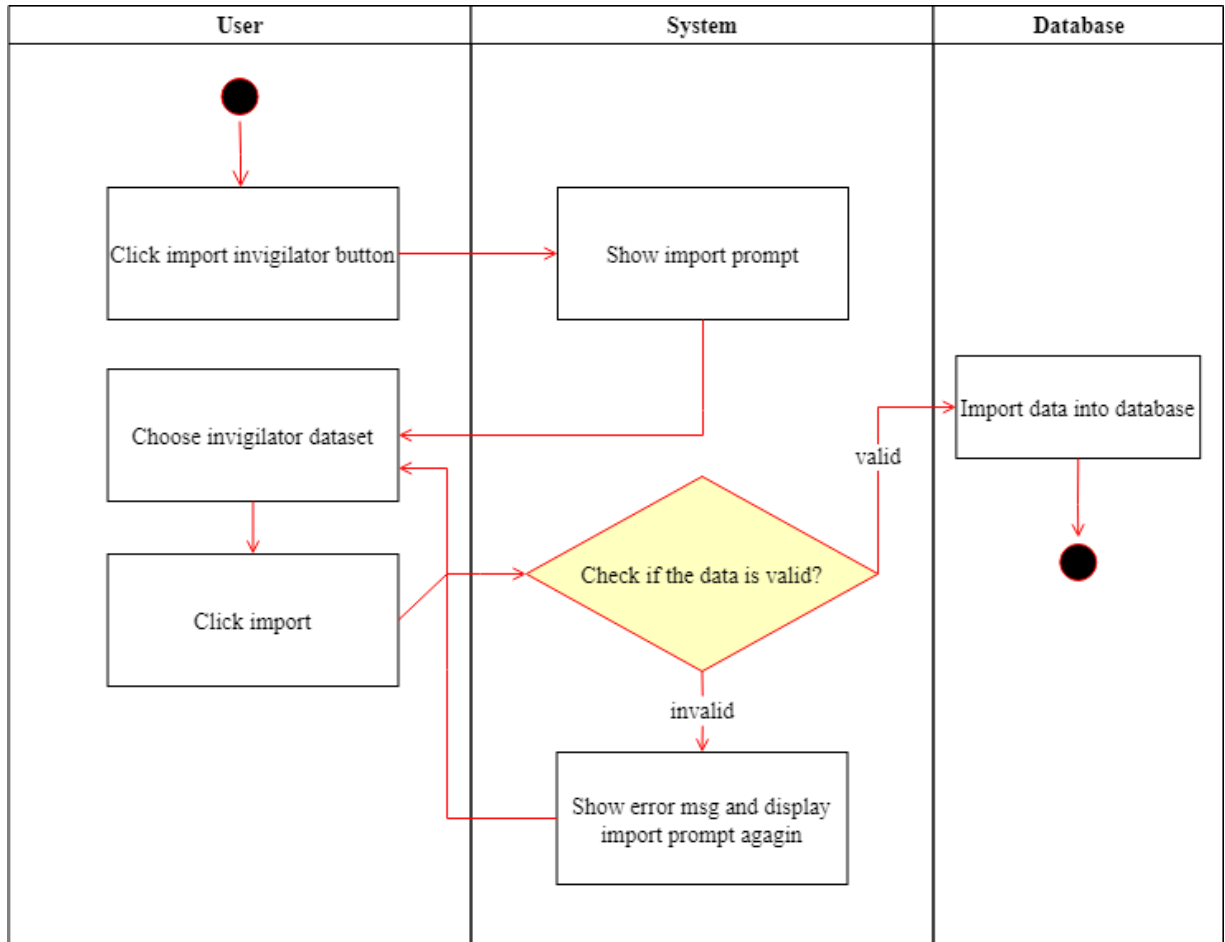 User
System
Database
Click import invigilator button
Show import prompt
Choose invigilator dataset
Import data into database
valid
Check if the data is valid?
Click import
invalid
Show error msg and display
import prompt agagin